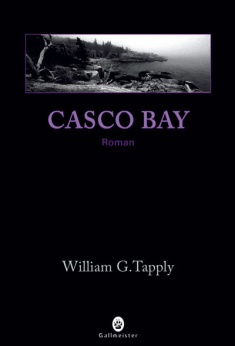 CASCO BAY
Roman
William G.Tapply
Gallmeister